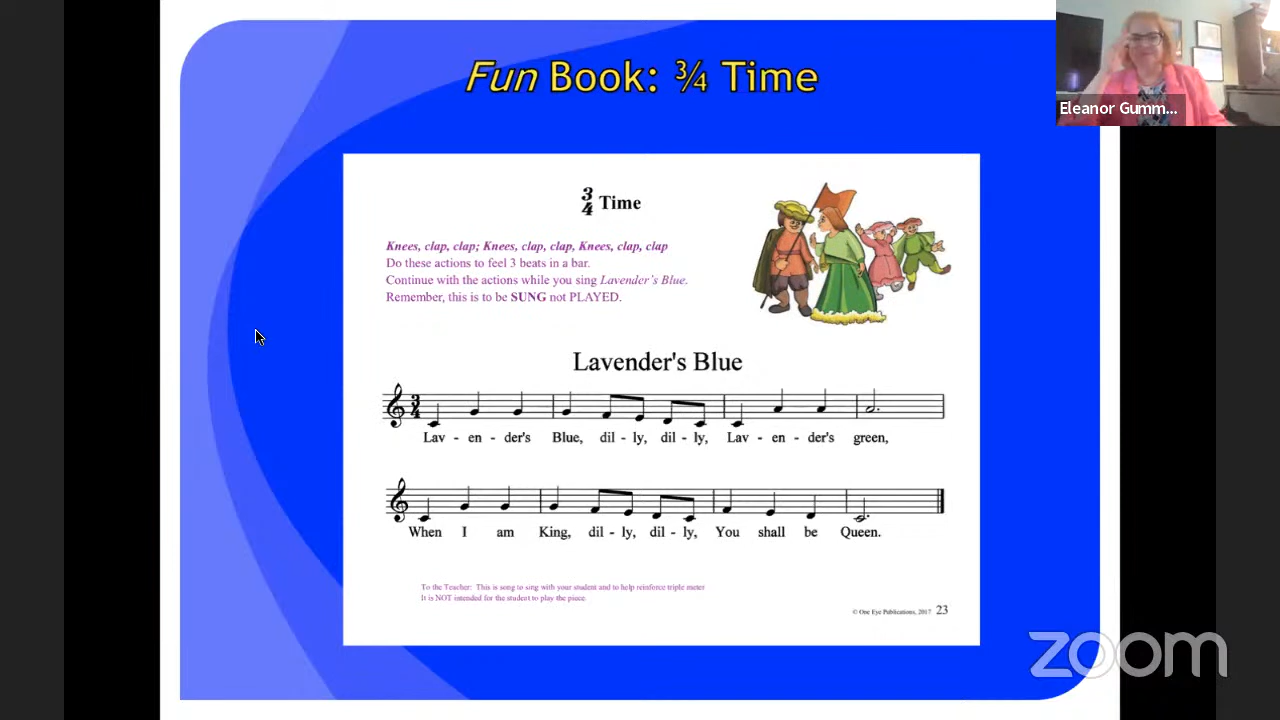 Fun Book: ¾ Time
Eleanor Gumm...
3
4 Time
Knees, clap, clap; Knees, clap, clap, Knees, clap, clap
Do these actions to feel 3 beats in a bar.
Continue with the actions while you sing Lavender's Blue.
Remember, this is to be SUNG not PLAYED.
Lavender's Blue
3
4
Lav - en - der's Blue, dil - ly, dil - ly, Lav - en - der's green,
When I am King, dil - ly, dil - ly, You shall be Queen.
To the Teacher: This is song to sing with your student and to help reinforce triple meter
It is NOT intended for the student to play the piece.
© One Eye Publications, 2017 23
zoom